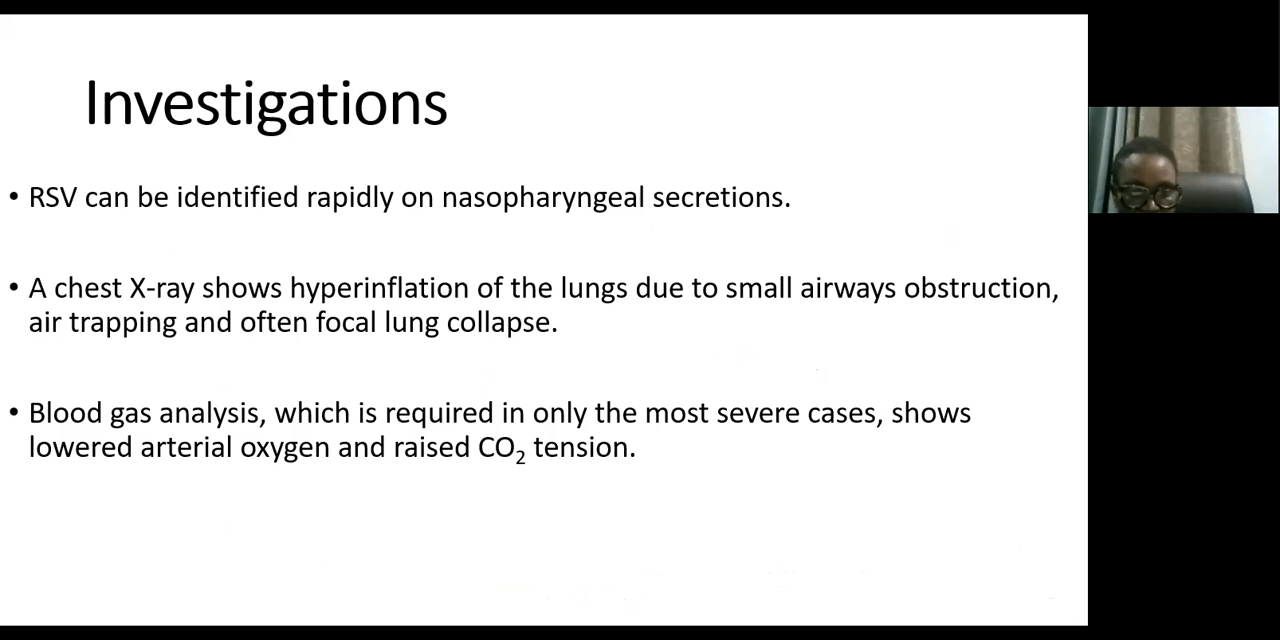 Investigations
• RSV can be identified rapidly on nasopharyngeal secretions.
• A chest X-ray shows hyperinflation of the lungs due to small airways obstruction,
air trapping and often focal lung collapse.
• Blood gas analysis, which is required in only the most severe cases, shows
lowered arterial oxygen and raised CO₂ tension.